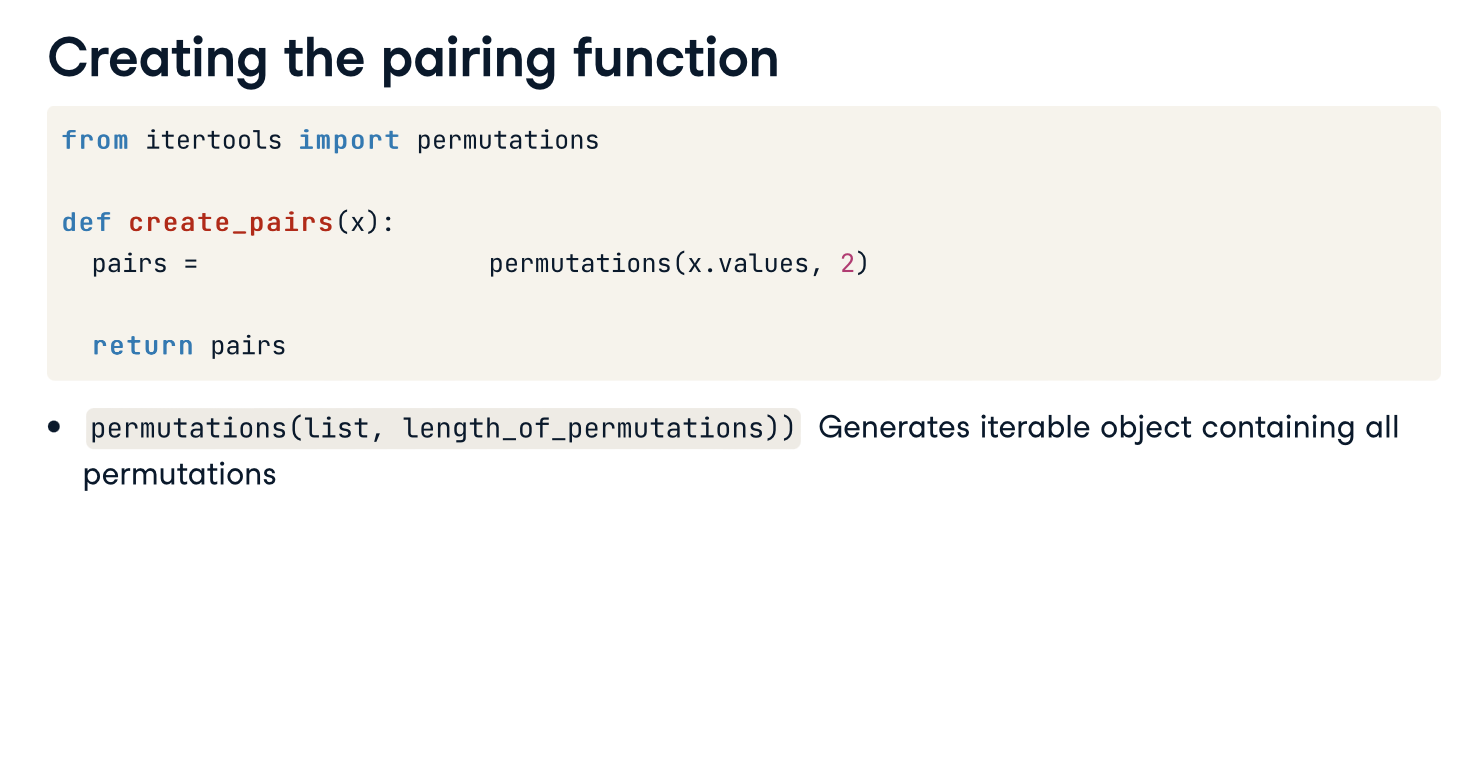 Creating the pairing function
from itertools import permutations
def create_pairs(x):
  pairs =                   permutations(x.values, 2)
  return pairs
• permutations(list, length_of_permutations)) Generates iterable object containing all
permutations